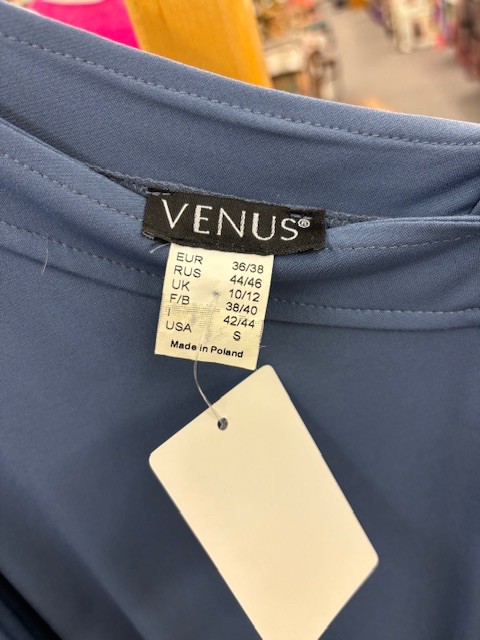 VENUS®
EUR 36/38
RUS 44/46
UK 10/12
F/B 38/40
I 42/44
USA S
Made in Poland